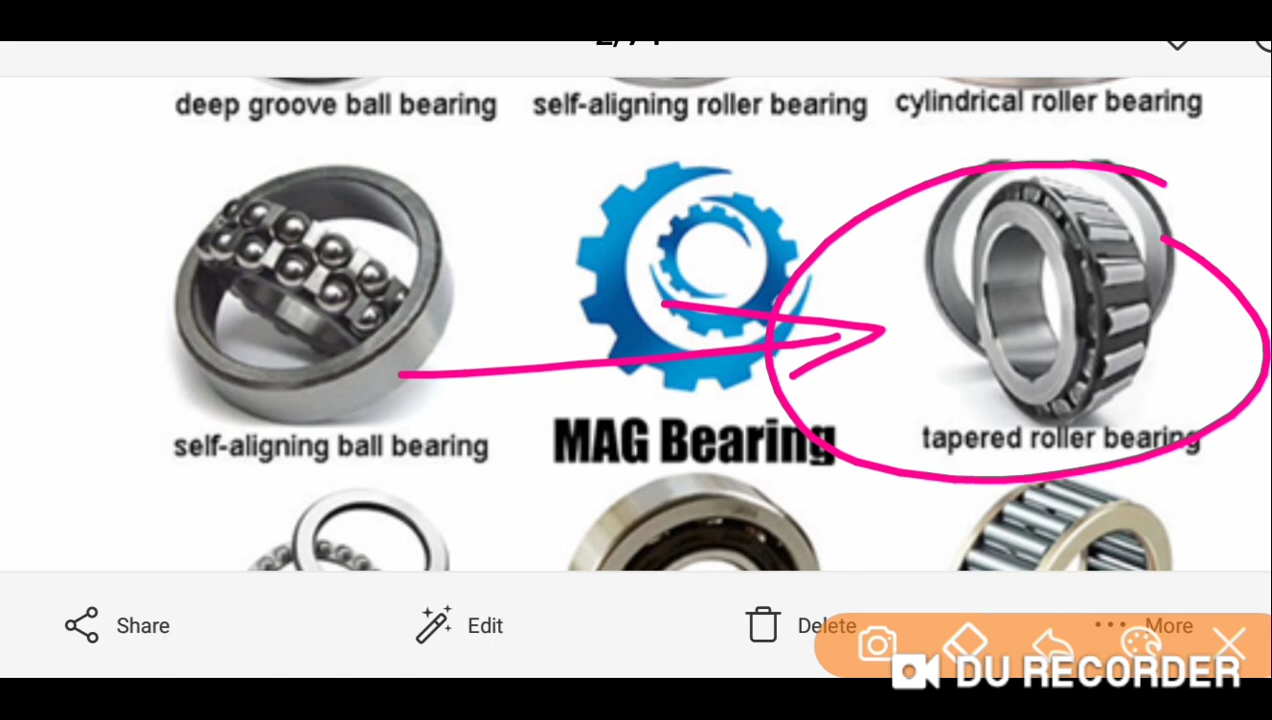 deep groove ball bearing
self-aligning roller bearing
cylindrical roller bearing
self-aligning ball bearing
MAG Bearing
tapered roller bearing
Share
Edit
Delete
More
DU RECORDER